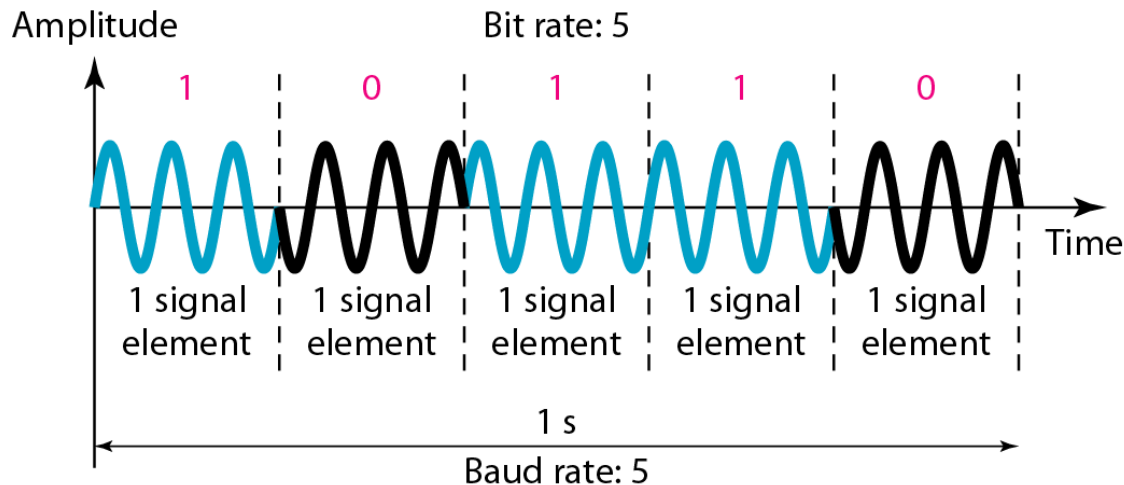 Amplitude
Bit rate: 5
1
0
1
1
0
Time
1 signal
element
1 signal
element
1 signal
element
1 signal
element
1 signal
element
1 s
Baud rate: 5